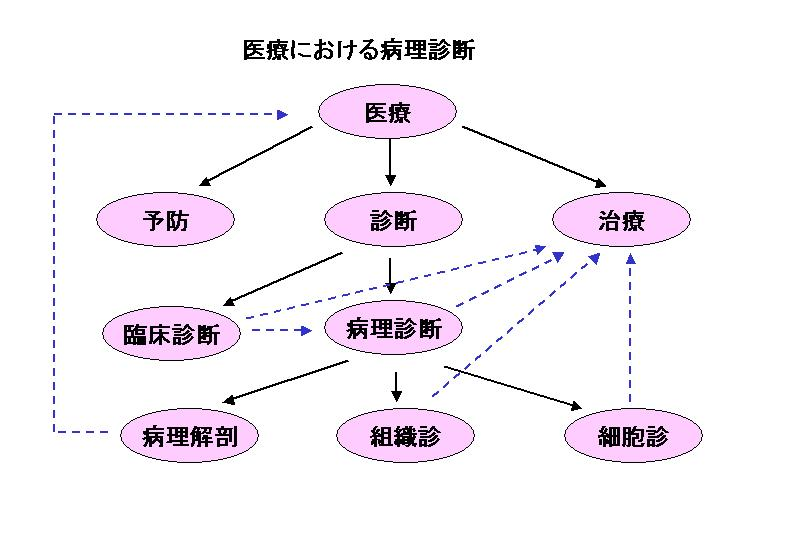 医療における病理診断
医療
予防
診断
治療
臨床診断
病理診断
病理解剖
組織診
細胞診